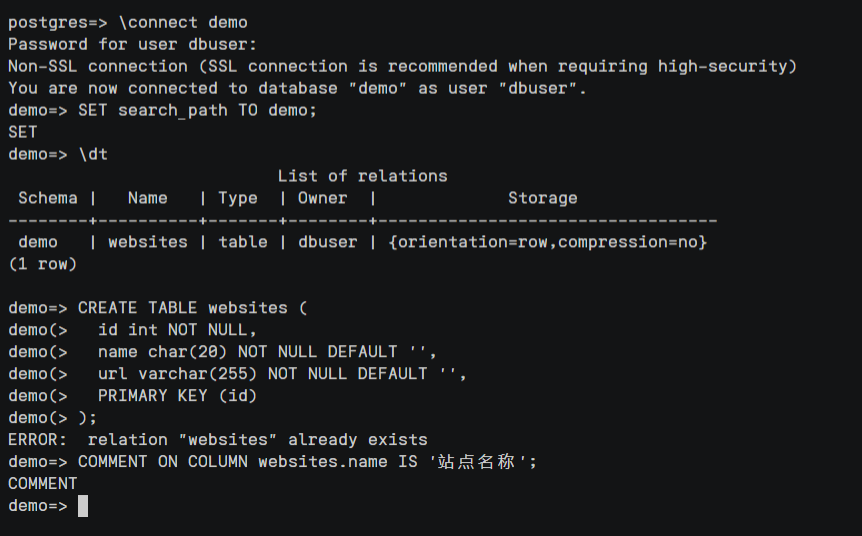 postgres=> \connect demo
Password for user dbuser:
Non-SSL connection (SSL connection is recommended when requiring high-security)
You are now connected to database "demo" as user "dbuser".
demo=> SET search_path TO demo;
SET
demo=> \dt
                           List of relations
 Schema |   Name   | Type  | Owner  |             Storage
--------+----------+-------+--------+----------------------------------
 demo   | websites | table | dbuser | {orientation=row,compression=no}
(1 row)

demo=> CREATE TABLE websites (
demo(>   id int NOT NULL,
demo(>   name char(20) NOT NULL DEFAULT '',
demo(>   url varchar(255) NOT NULL DEFAULT '',
demo(>   PRIMARY KEY (id)
demo(> );
ERROR:  relation "websites" already exists
demo=> COMMENT ON COLUMN websites.name IS '站点名称';
COMMENT
demo=>